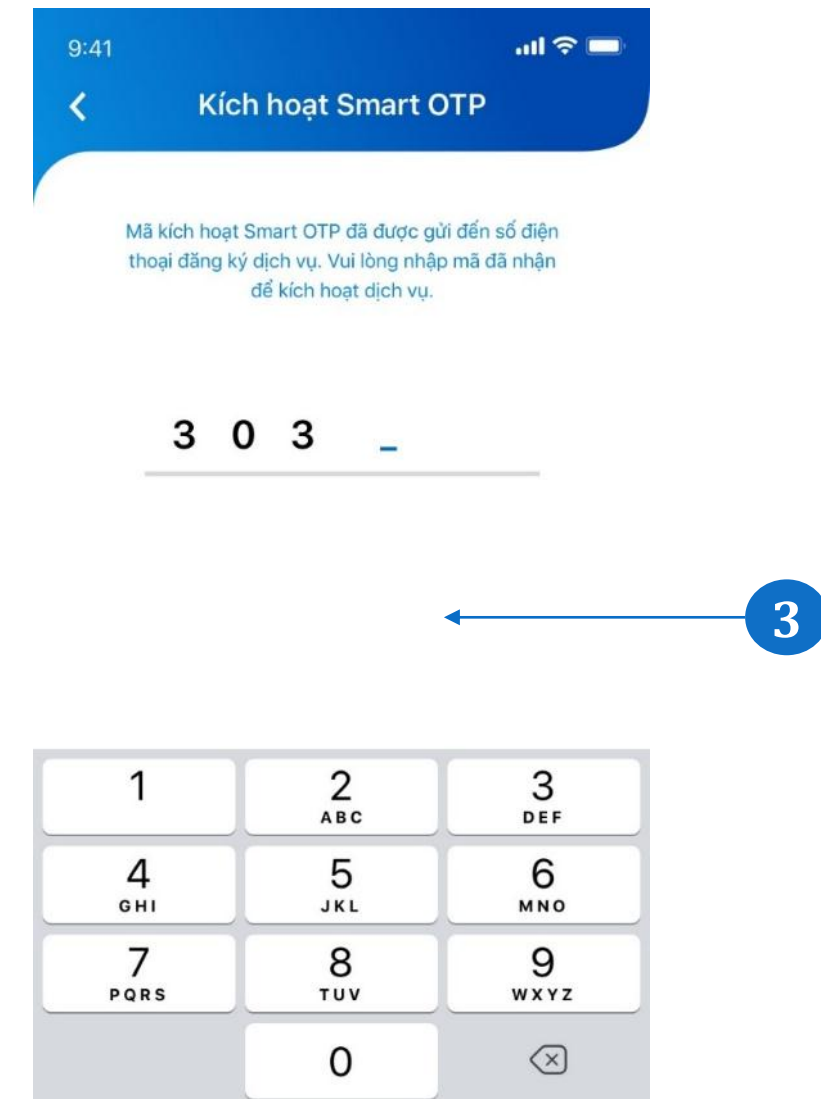 9:41
Kích hoạt Smart OTP
Mã kích hoạt Smart OTP đã được gửi đến số điện
thoại đăng ký dịch vụ. Vui lòng nhập mã đã nhận
để kích hoạt dịch vụ.
3 0 3 _
3
1 2 3
ABC DEF
4 5 6
GHI JKL MNO
7 8 9
PQRS TUV WXYZ
0